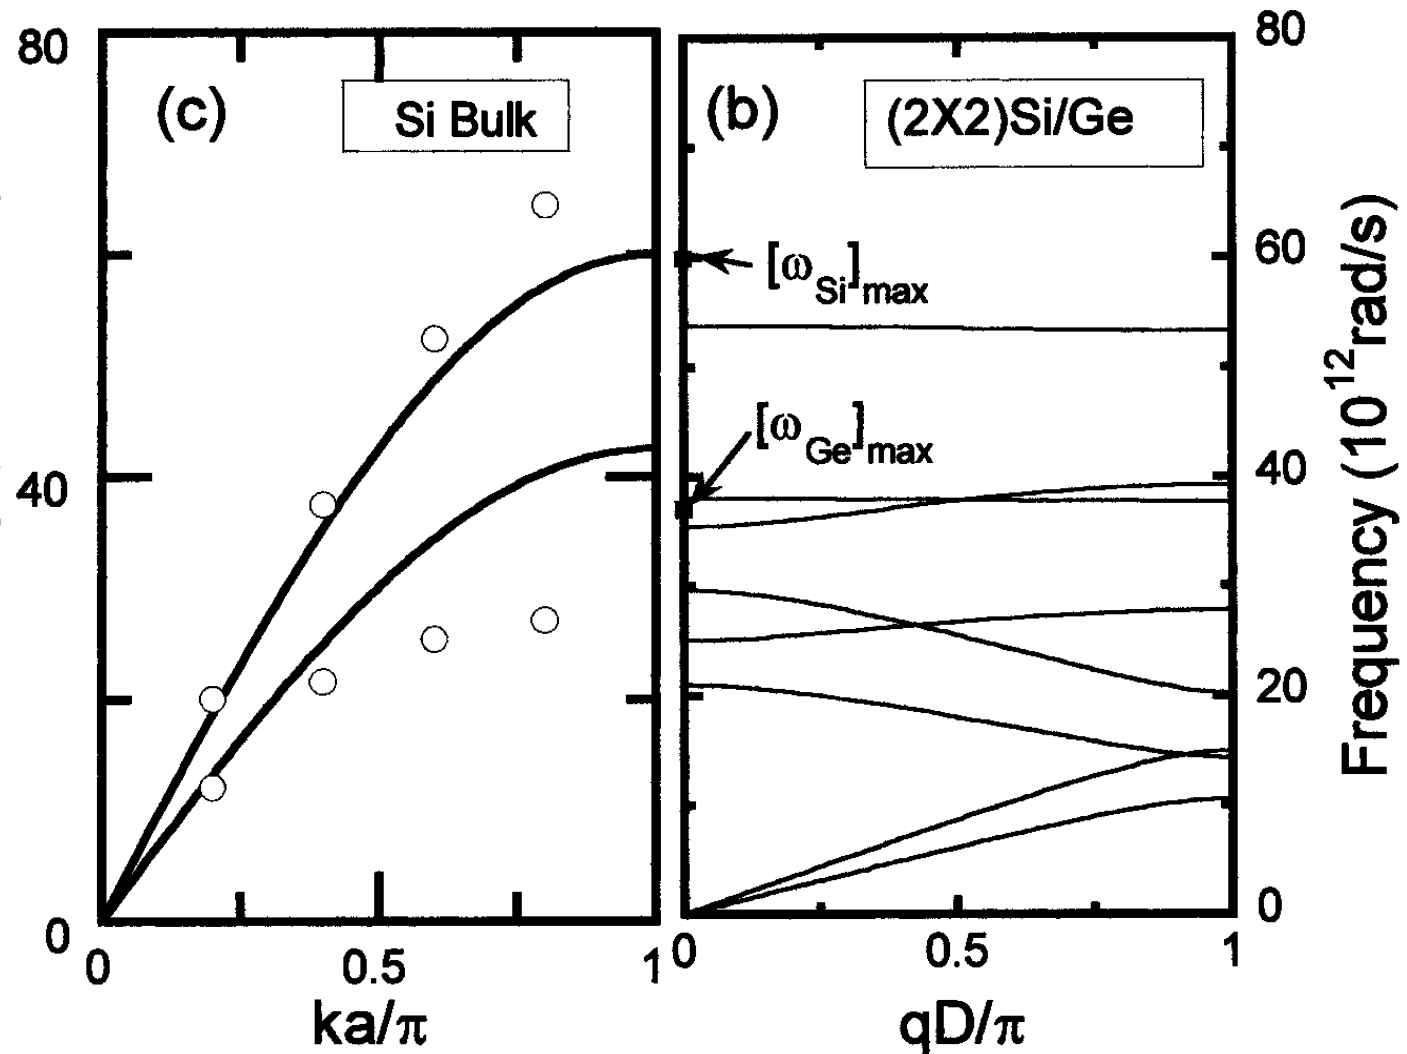 80
40
0
(c)
Si Bulk
0
0.5
1
ka/π
(b)
(2X2)Si/Ge
[ωSi]max
[ωGe]max
0
0.5
1
qD/π
80
60
40
20
0
Frequency (10¹²rad/s)